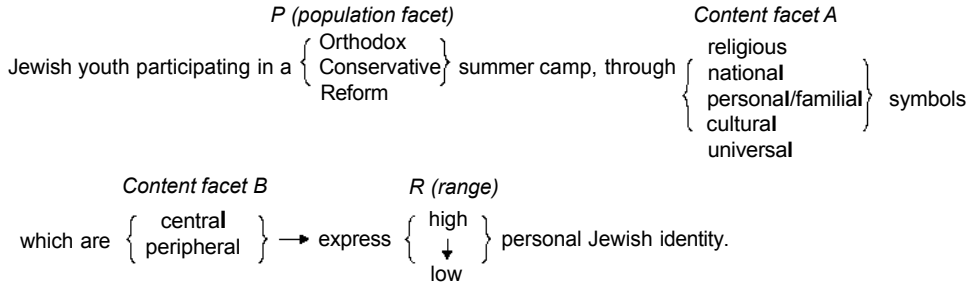 P (population facet) Content facet A
Orthodox religious
Jewish youth participating in a { Conservative } summer camp, through { national personal/familial } symbols
Reform cultural
universal
Content facet B R (range)
which are { central peripheral } → express { high ↓ low } personal Jewish identity.